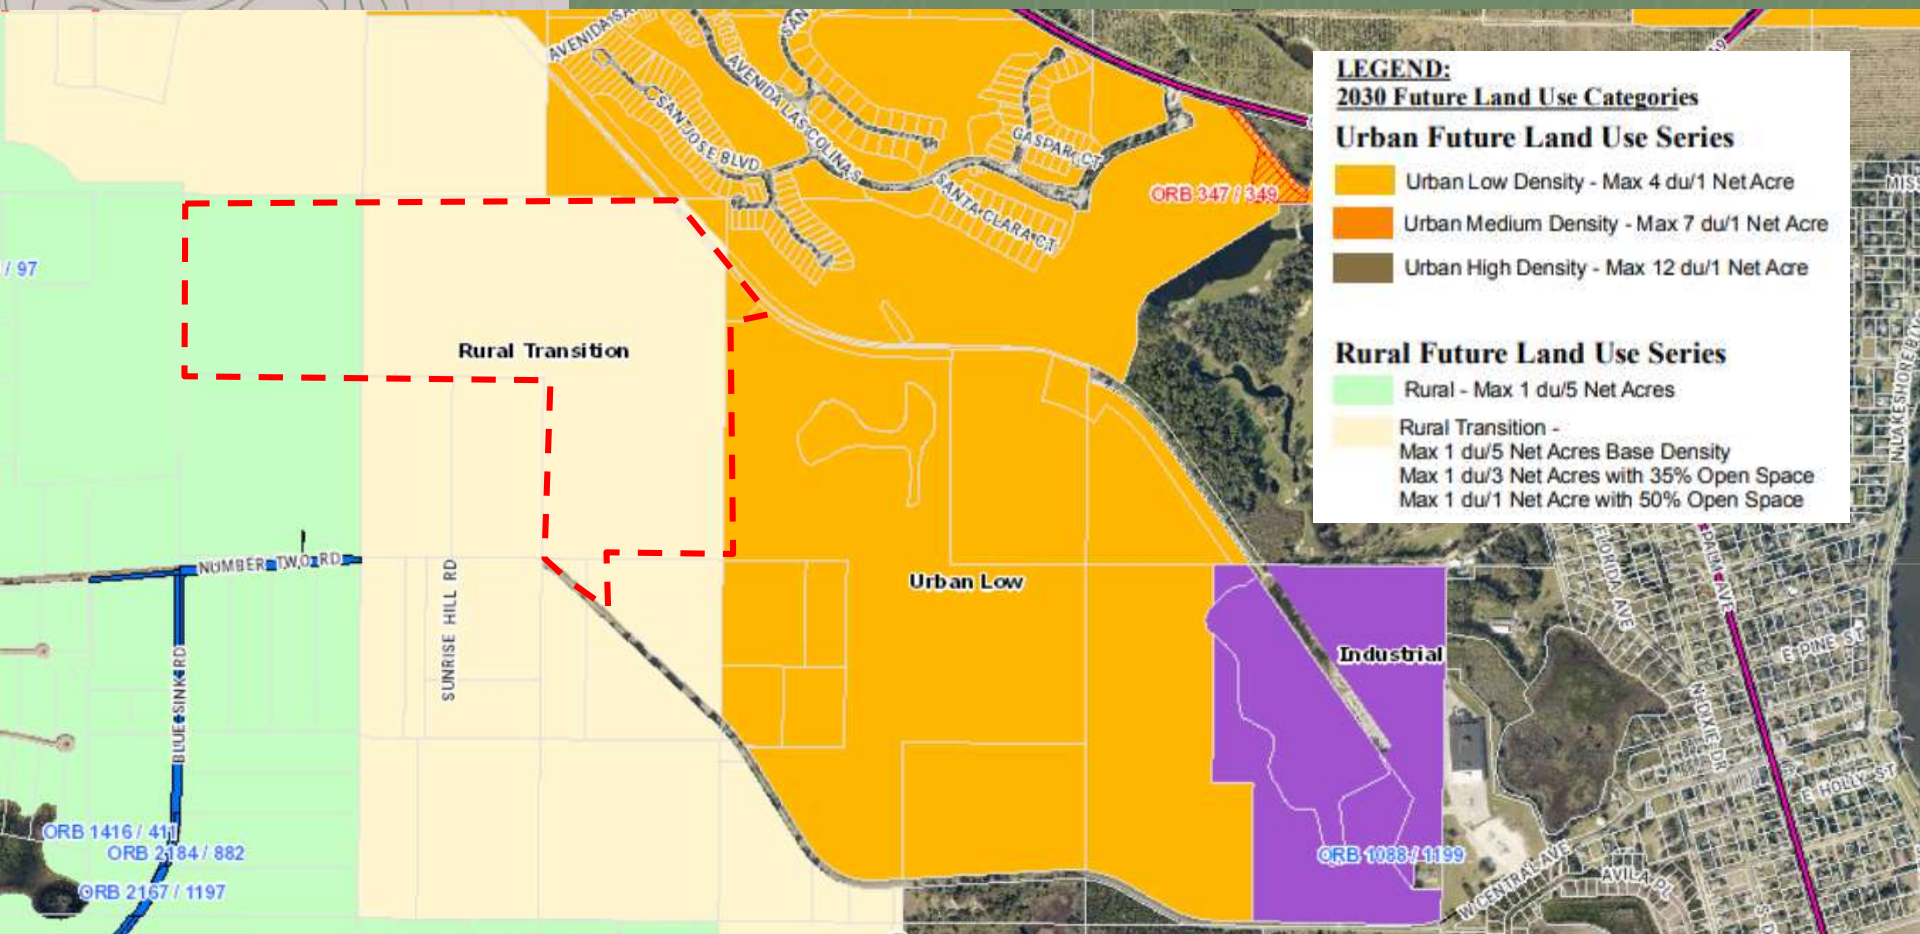 LEGEND:
2030 Future Land Use Categories
Urban Future Land Use Series
Urban Low Density - Max 4 du/1 Net Acre
Urban Medium Density - Max 7 du/1 Net Acre
Urban High Density - Max 12 du/1 Net Acre
Rural Future Land Use Series
Rural - Max 1 du/5 Net Acres
Rural Transition -
Max 1 du/5 Net Acres Base Density
Max 1 du/3 Net Acres with 35% Open Space
Max 1 du/1 Net Acre with 50% Open Space
AVENIDA SA
SAN
AVENIDA LAS COLINAS
SAN JOSE BLVD
GASPAR CT
SANTA CLARA CT
ORB 347 / 349
19
/ 97
Rural Transition
NUMBER TWO RD
SUNRISE HILL RD
BLUE SINK RD
Urban Low
Industrial
ORB 1416 / 411
ORB 2184 / 882
ORB 2167 / 1197
ORB 1088 / 1199
W CENTRAL AVE
AVILA PL
N DIXIE DR
FLORIDA AVE
PALM AVE
E PINE ST
E HOLLY ST
N LAKESHORE BLVD
MISS
S D